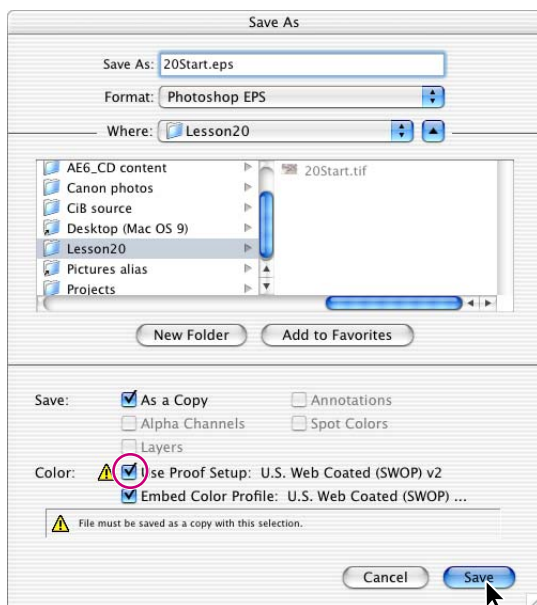 Save As
Save As: 20Start.eps
Format: Photoshop EPS
Where: Lesson20
AE6_CD content
Canon photos
CiB source
Desktop (Mac OS 9)
Lesson20
Pictures alias
Projects
20Start.tif
New Folder Add to Favorites
Save: As a Copy Annotations
Alpha Channels Spot Colors
Layers
Color: Use Proof Setup: U.S. Web Coated (SWOP) v2
Embed Color Profile: U.S. Web Coated (SWOP) ...
File must be saved as a copy with this selection.
Cancel Save